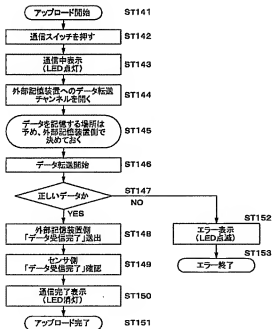 アップロード開始 ST141
通信スイッチを押す ST142
通信中表示 ST143
(LED点灯)
外部記憶装置へのデータ転送 ST144
チャンネルを開く
データを記憶する場所は ST145
予め、外部記憶装置側で
決めておく
データ転送開始 ST146
正しいデータか ST147
NO
YES
外部記憶装置側 ST148
「データ受信完了」送出
センサ側 ST149
「データ受信完了」確認
通信完了表示 ST150
(LED消灯)
アップロード完了 ST151
ST152
エラー表示
(LED点滅)
ST153
エラー終了